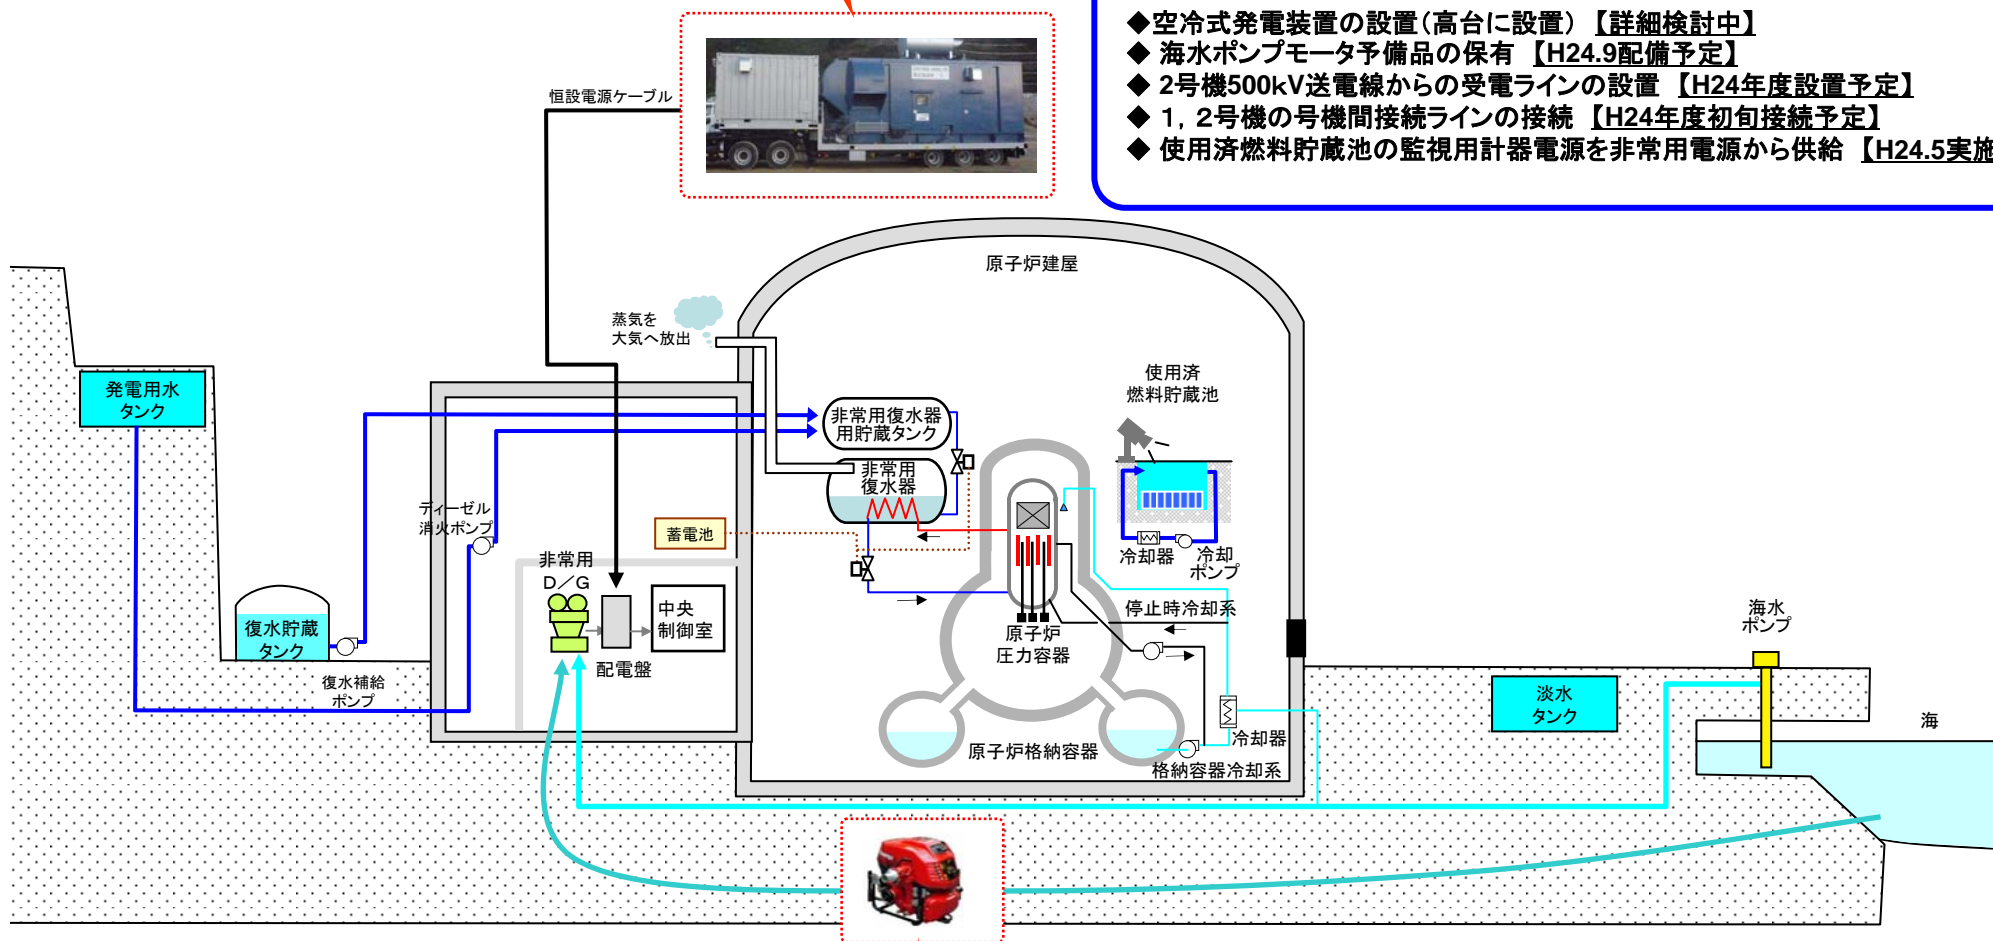 ◆空冷式発電装置の設置(高台に設置) 【詳細検討中】
◆ 海水ポンプモータ予備品の保有 【H24.9配備予定】
◆ 2号機500kV送電線からの受電ラインの設置 【H24年度設置予定】
◆ 1,2号機の号機間接続ラインの接続 【H24年度初旬接続予定】
◆ 使用済燃料貯蔵池の監視用計器電源を非常用電源から供給 【H24.5実施
恒設電源ケーブル
原子炉建屋
蒸気を
大気へ放出
使用済
燃料貯蔵池
発電用水
タンク
非常用復水器
用貯蔵タンク
非常用
復水器
ディーゼル
消火ポンプ
蓄電池
冷却器
冷却
ポンプ
非常用
D/G
中央
制御室
配電盤
復水貯蔵
タンク
復水補給
ポンプ
停止時冷却系
原子炉
圧力容器
海水
ポンプ
淡水
タンク
海
冷却器
原子炉格納容器
格納容器冷却系